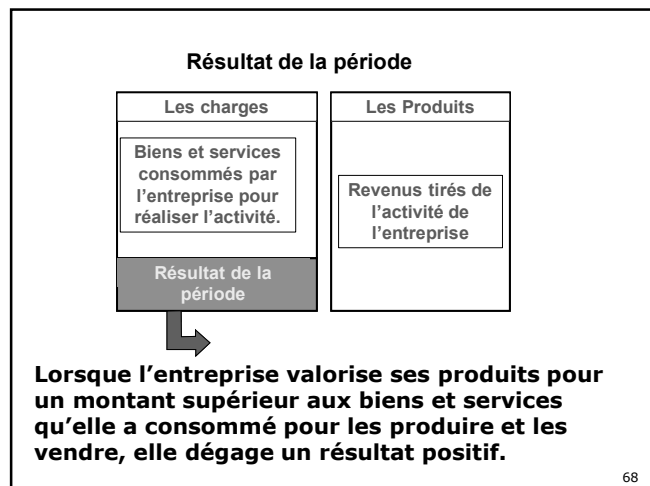 Résultat de la période
Les charges
Biens et services
consommés par
l’entreprise pour
réaliser l’activité.
Résultat de la
période
Les Produits
Revenus tirés de
l’activité de
l’entreprise
Lorsque l’entreprise valorise ses produits pour
un montant supérieur aux biens et services
qu’elle a consommé pour les produire et les
vendre, elle dégage un résultat positif.
68